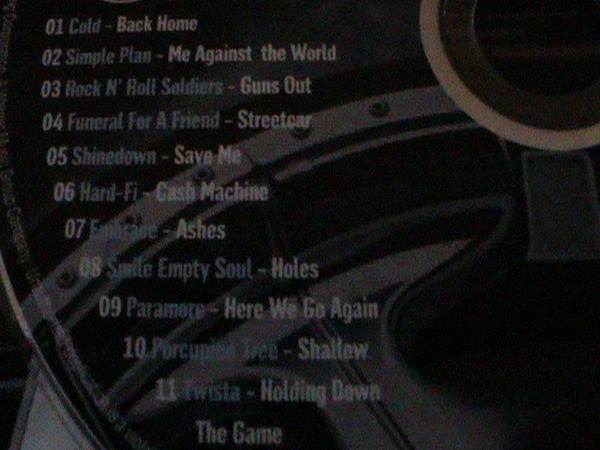 01 Cold - Back Home
02 Simple Plan - Me Against the World
03 Rock N' Roll Soldiers - Guns Out
04 Funeral For A Friend - Streetcar
05 Shinedown - Save Me
06 Hard-Fi - Cash Machine
07 Embrace - Ashes
08 Smile Empty Soul - Holes
09 Paramore - Here We Go Again
10 Porcupine Tree - Shallow
11 Twista - Holding Down
The Game